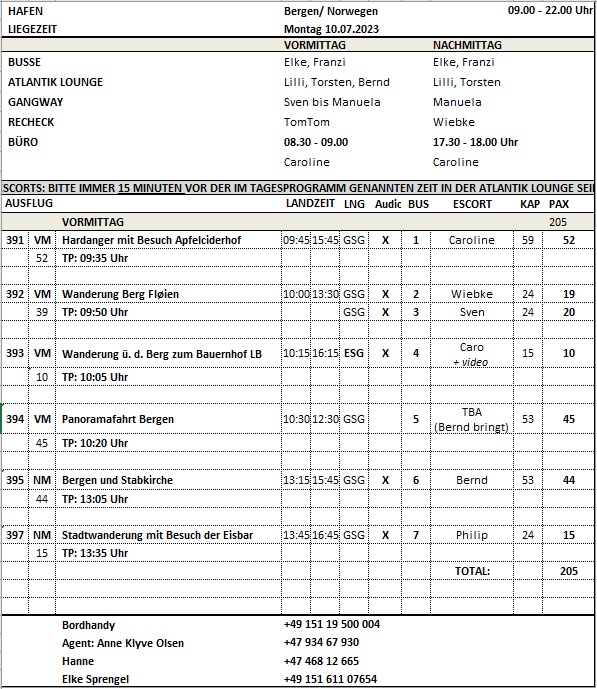 HAFEN Bergen/ Norwegen 09.00 - 22.00 Uhr
LIEGEZEIT Montag 10.07.2023
VORMITTAG NACHMITTAG
BUSSE Elke, Franzi Elke, Franzi
ATLANTIK LOUNGE Lilli, Torsten, Bernd Lilli, Torsten
GANGWAY Sven bis Manuela Manuela
RECHECK TomTom Wiebke
BÜRO 08.30 - 09.00 17.30 - 18.00 Uhr
Caroline Caroline
SCORTS: BITTE IMMER 15 MINUTEN VOR DER IM TAGESPROGRAMM GENANNTEN ZEIT IN DER ATLANTIK LOUNGE SEI
AUSFLUG LANDZEIT LNG Audic BUS ESCORT KAP PAX
VORMITTAG 205
391 VM Hardanger mit Besuch Apfelciderhof 09:45 15:45 GSG X 1 Caroline 59 52
52 TP: 09:35 Uhr
392 VM Wanderung Berg Fløien 10:00 13:30 GSG X 2 Wiebke 24 19
39 TP: 09:50 Uhr GSG X 3 Sven 24 20
393 VM Wanderung ü. d. Berg zum Bauernhof LB 10:15 16:15 ESG X 4 Caro 15 10
+ video
10 TP: 10:05 Uhr
394 VM Panoramafahrt Bergen 10:30 12:30 GSG 5 TBA 53 45
(Bernd bringt)
45 TP: 10:20 Uhr
395 NM Bergen und Stabkirche 13:15 15:45 GSG X 6 Bernd 53 44
44 TP: 13:05 Uhr
397 NM Stadtwanderung mit Besuch der Eisbar 13:45 16:45 GSG X 7 Philip 24 15
15 TP: 13:35 Uhr
TOTAL: 205
Bordhandy +49 151 19 500 004
Agent: Anne Klyve Olsen +47 934 67 930
Hanne +47 468 12 665
Elke Sprengel +49 151 611 07654